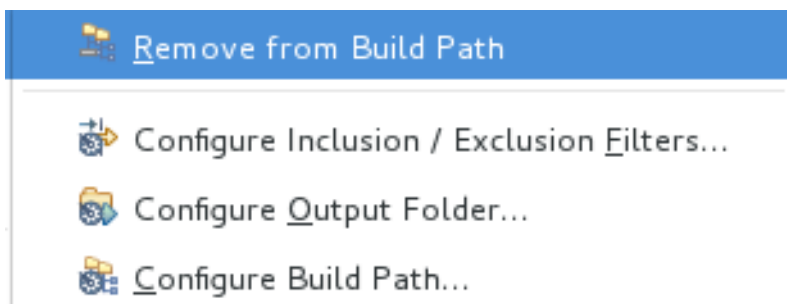 Remove from Build Path
Configure Inclusion / Exclusion Filters...
Configure Output Folder...
Configure Build Path...